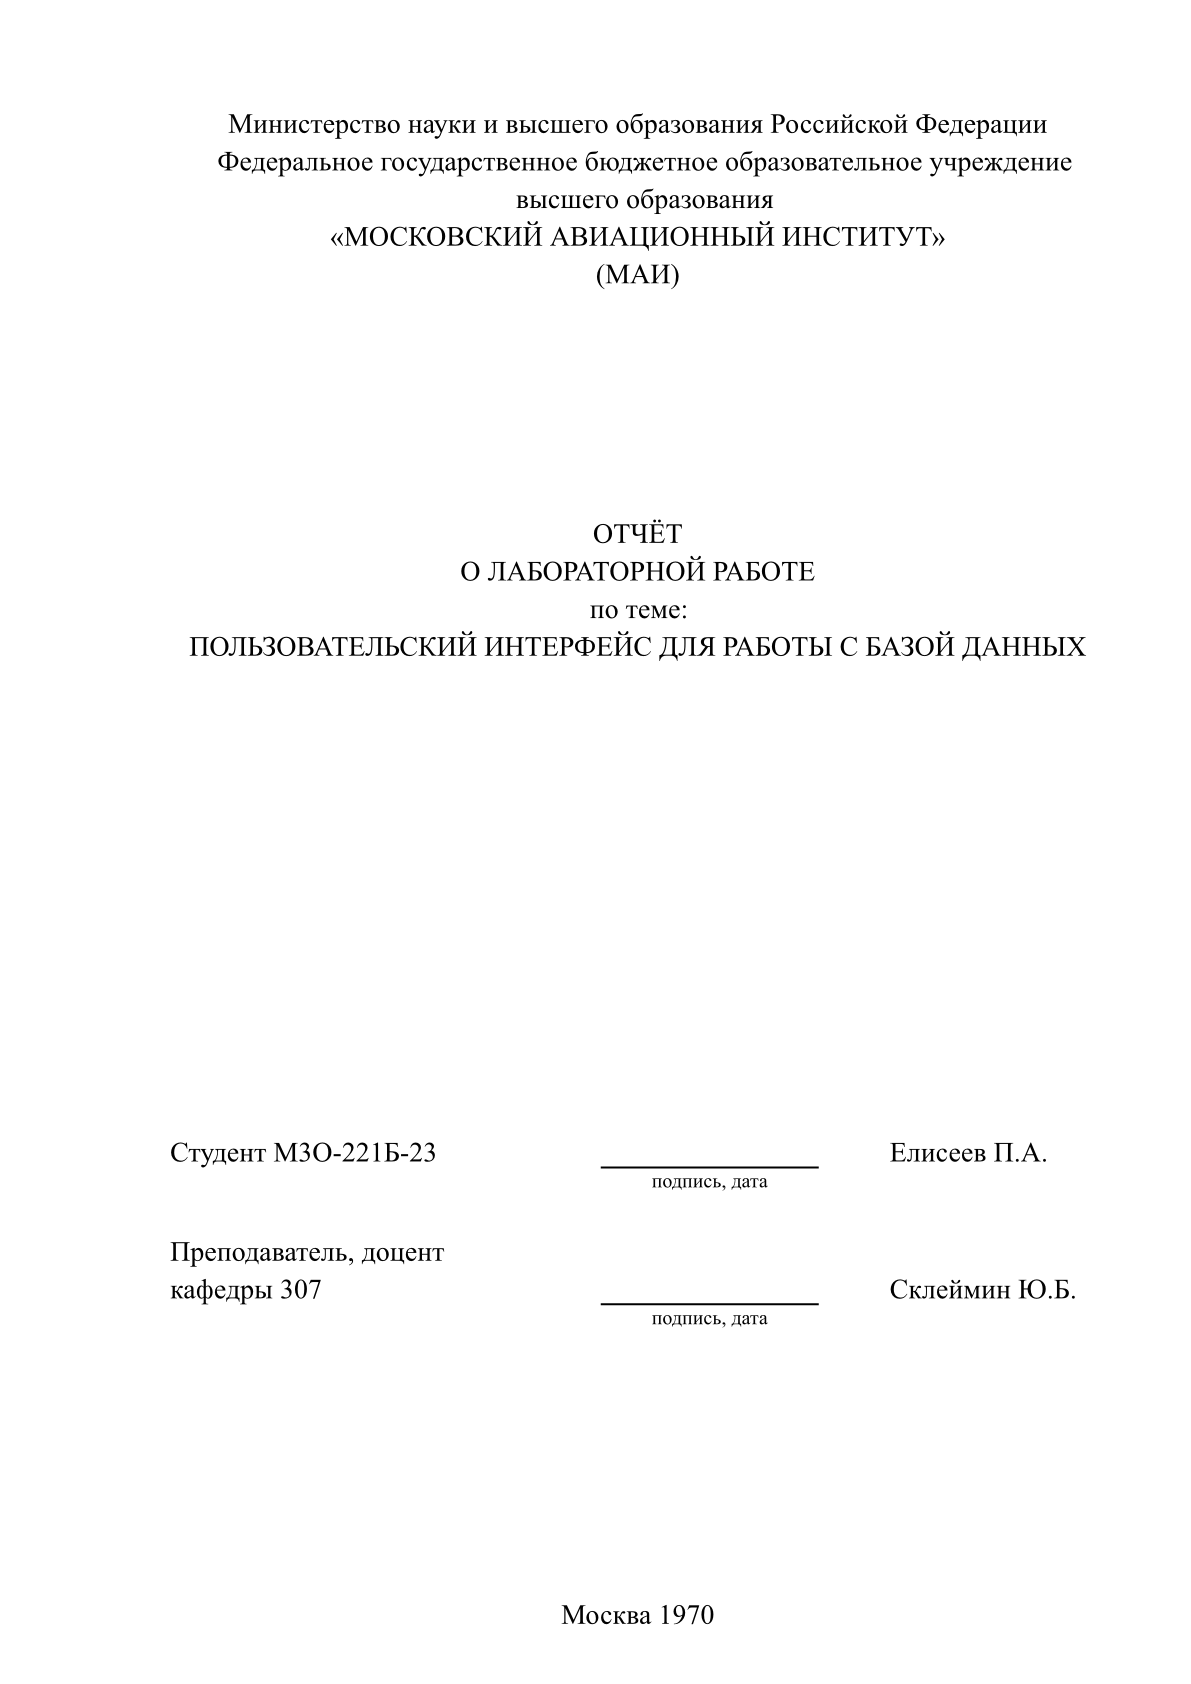 Министерство науки и высшего образования Российской Федерации
Федеральное государственное бюджетное образовательное учреждение
высшего образования
«МОСКОВСКИЙ АВИАЦИОННЫЙ ИНСТИТУТ»
(МАИ)
ОТЧЁТ
О ЛАБОРАТОРНОЙ РАБОТЕ
по теме:
ПОЛЬЗОВАТЕЛЬСКИЙ ИНТЕРФЕЙС ДЛЯ РАБОТЫ С БАЗОЙ ДАННЫХ
Студент М3О-221Б-23 Елисеев П.А.
подпись, дата
Преподаватель, доцент
кафедры 307 Склеймин Ю.Б.
подпись, дата
Москва 1970